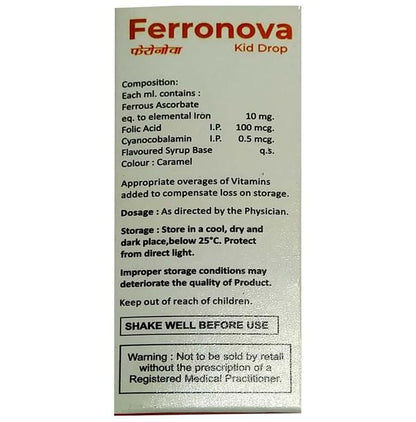 Ferronova
फेरोनोवा Kid Drop
Composition:
Each ml. contains :
Ferrous Ascorbate
eq. to elemental Iron 10 mg.
Folic Acid I.P. 100 mcg.
Cyanocobalamin I.P. 0.5 mcg.
Flavoured Syrup Base q.s.
Colour : Caramel
Appropriate overages of Vitamins
added to compensate loss on storage.
Dosage : As directed by the Physician.
Storage : Store in a cool, dry and
dark place,below 25°C. Protect
from direct light.
Improper storage conditions may
deteriorate the quality of Product.
Keep out of reach of children.
SHAKE WELL BEFORE USE
Warning : Not to be sold by retail
without the prescription of a
Registered Medical Practitioner.